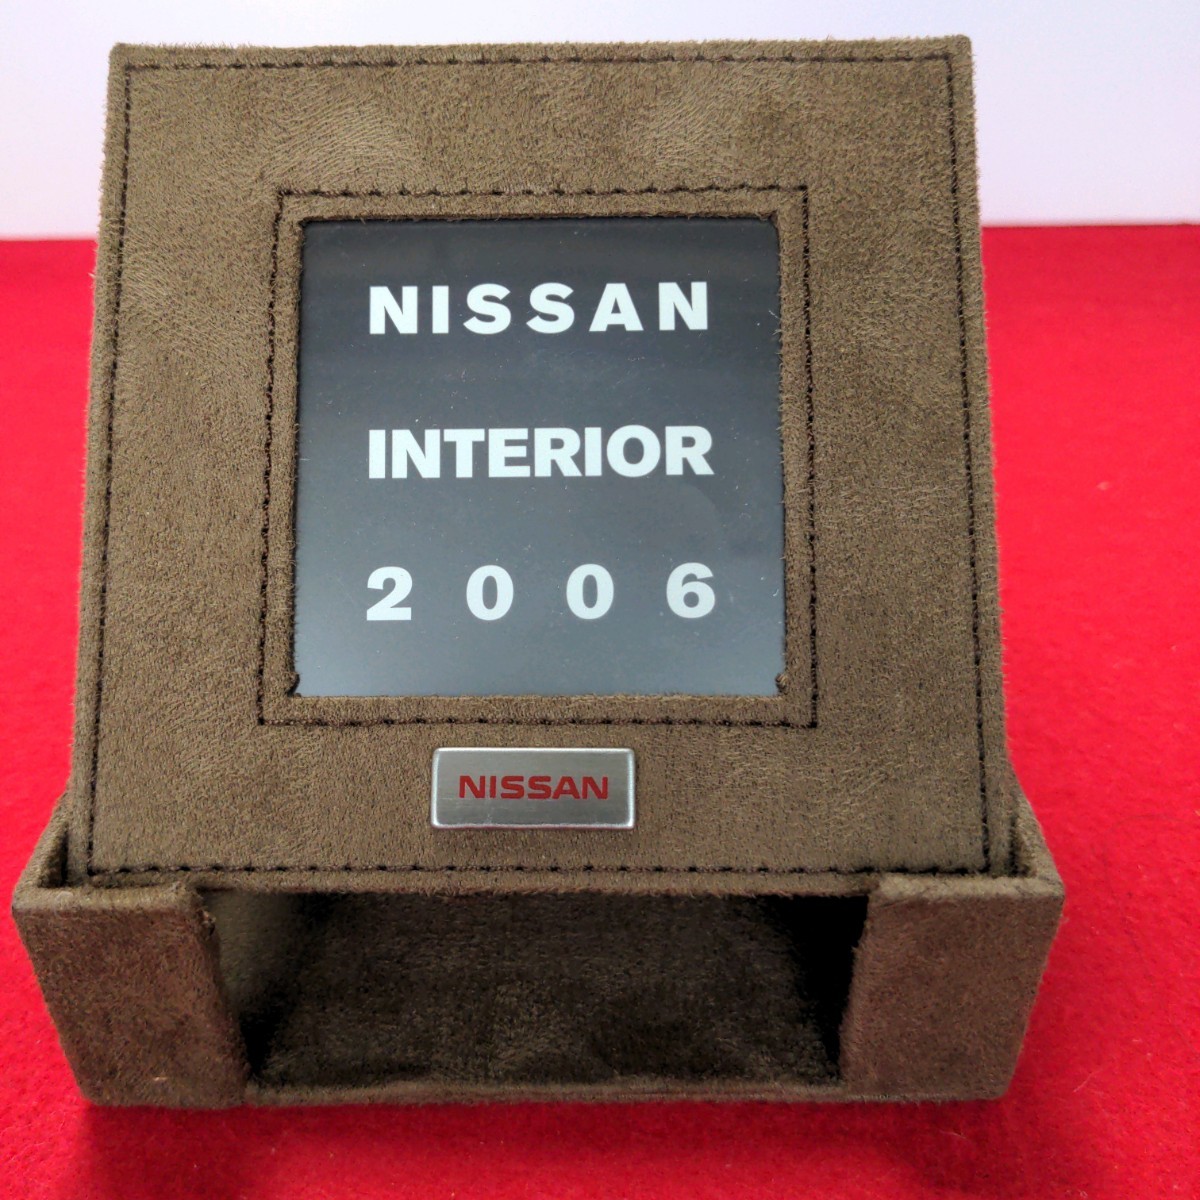 NISSAN
INTERIOR
2006
NISSAN